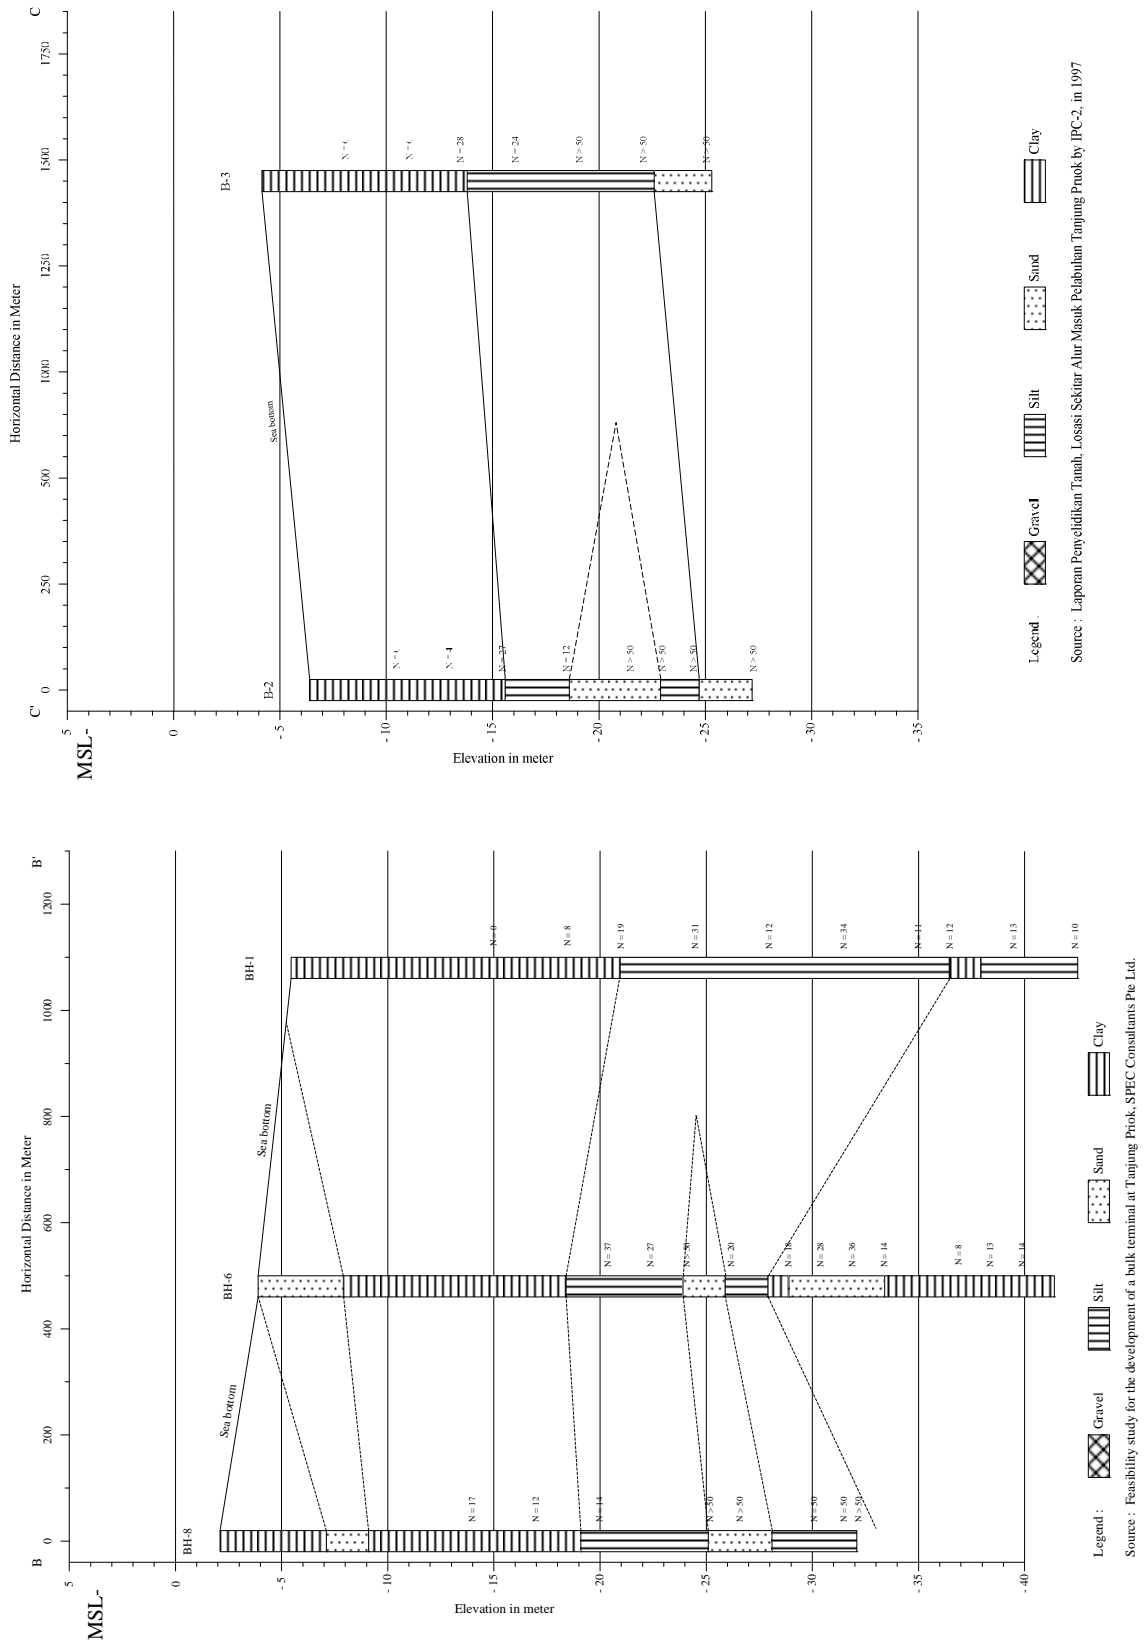 C' C
Horizontal Distance in Meter
0 250 500 1000 1250 1500 1750
MSL-
5
0
- 5
- 10
- 15
- 20
- 25
- 30
- 35
Elevation in meter
B-2
N = 4
N = 27
N = 12
N > 50
N > 50
N > 50
N > 50
Sea bottom
B-3
N = 28
N = 24
N > 50
N > 50
N > 50
Legend : Gravel Silt Sand Clay
Source : Laporan Penyelidikan Tanah, Losasi Sekitar Alur Masuk Pelabuhan Tanjung Pruok by IPC-2, in 1997
B B'
Horizontal Distance in Meter
0 200 400 600 800 1000 1200
MSL-
5
0
- 5
- 10
- 15
- 20
- 25
- 30
- 35
- 40
Elevation in meter
BH-8
N = 17
N = 12
N = 14
N > 50
N > 50
N = 50
N = 50
N > 50
Sea bottom
BH-6
N = 37
N = 27
N > 50
N = 20
N = 18
N = 28
N = 36
N = 14
N = 8
N = 13
N = 14
Sea bottom
BH-1
N = 0
N = 8
N = 19
N = 31
N = 12
N = 34
N = 11
N = 12
N = 13
N = 10
Legend : Gravel Silt Sand Clay
Source : Feasibility study for the development of a bulk terminal at Tanjung Priok, SPEC Consultants Pte Ltd.